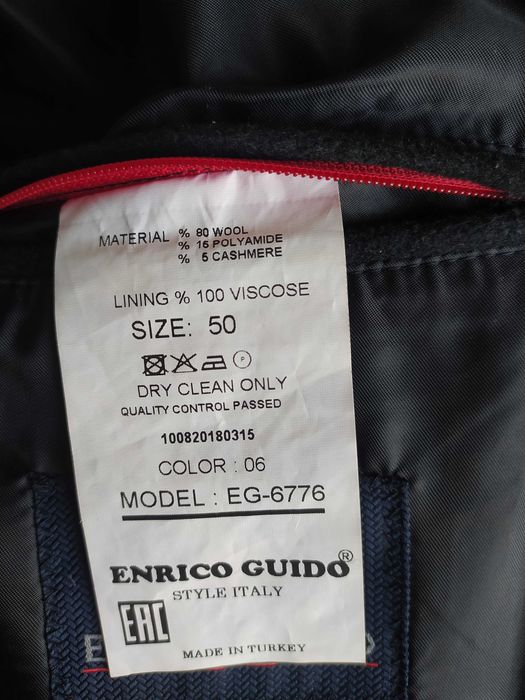 MATERIAL % 80 WOOL
% 15 POLYAMIDE
% 5 CASHMERE
LINING % 100 VISCOSE
SIZE: 50
P
DRY CLEAN ONLY
QUALITY CONTROL PASSED
100820180315
COLOR : 06
MODEL : EG-6776
ENRICO GUIDO®
STYLE ITALY
EAC
MADE IN TURKEY